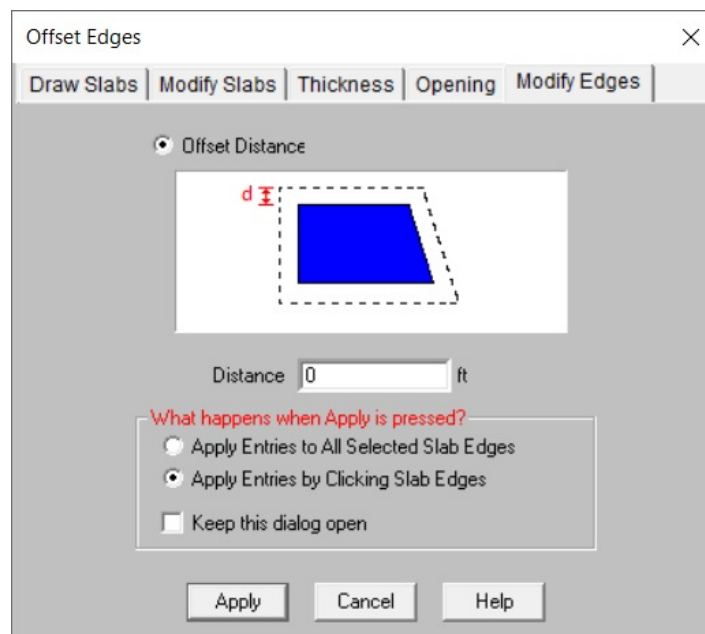 Offset Edges
Draw Slabs Modify Slabs Thickness Opening Modify Edges
Offset Distance
d
Distance 0 ft
What happens when Apply is pressed?
Apply Entries to All Selected Slab Edges
Apply Entries by Clicking Slab Edges
Keep this dialog open
Apply Cancel Help